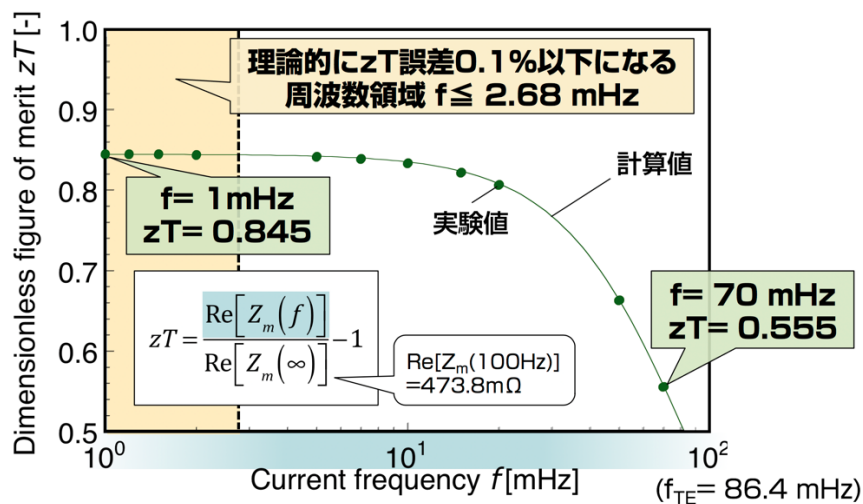 Dimensionless figure of merit zT [-]
1.0
0.9
0.8
0.7
0.6
0.5
理論的にzT誤差0.1%以下になる
周波数領域 f≦ 2.68 mHz
f= 1mHz
zT= 0.845
計算値
実験値
f= 70 mHz
zT= 0.555
zT = Re[Z_m(f)] / Re[Z_m(∞)] −1
Re[Zm(100Hz)]
=473.8mΩ
10⁰ 10¹ 10²
Current frequency f [mHz]
(fTE= 86.4 mHz)